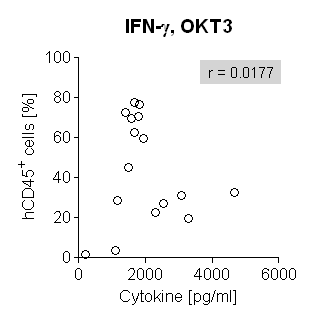 IFN-γ, OKT3
r = 0.0177
100
80
60
40
20
0
hCD45⁺ cells [%]
0 2000 4000 6000
Cytokine [pg/ml]